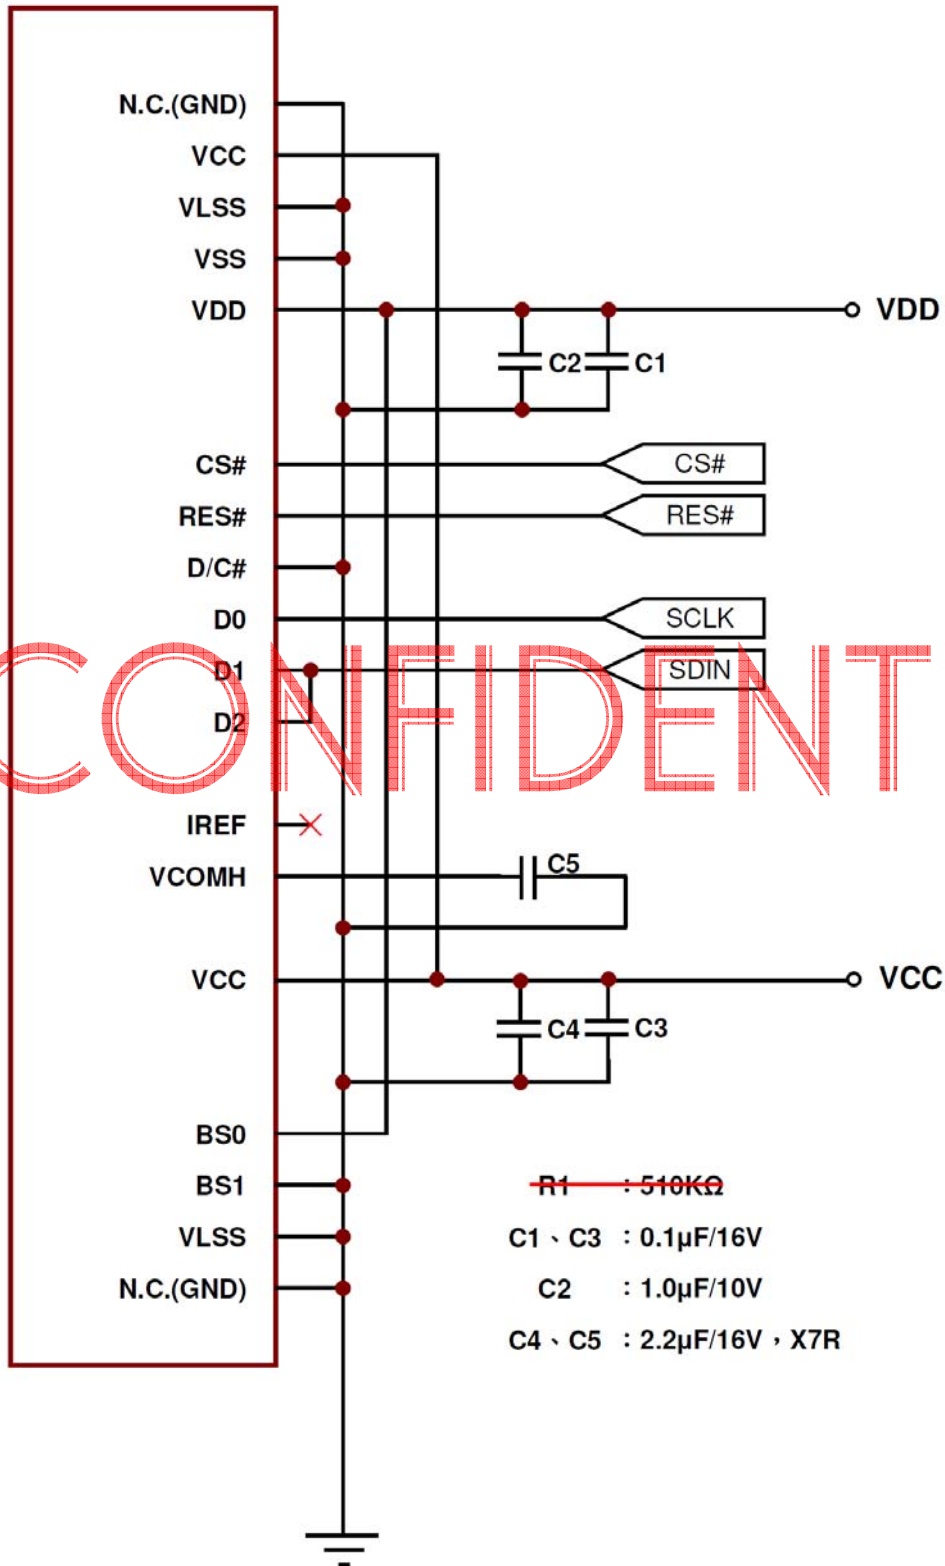 N.C.(GND)
VCC
VLSS
VSS
VDD
VDD
C2
C1
CS#
CS#
RES#
RES#
D/C#
D0
SCLK
D1
SDIN
D2
CONFIDENT
IREF
VCOMH
C5
VCC
VCC
C4
C3
BS0
BS1
R1 : 510KΩ
VLSS
C1、C3 : 0.1µF/16V
N.C.(GND)
C2 : 1.0µF/10V
C4、C5 : 2.2µF/16V,X7R